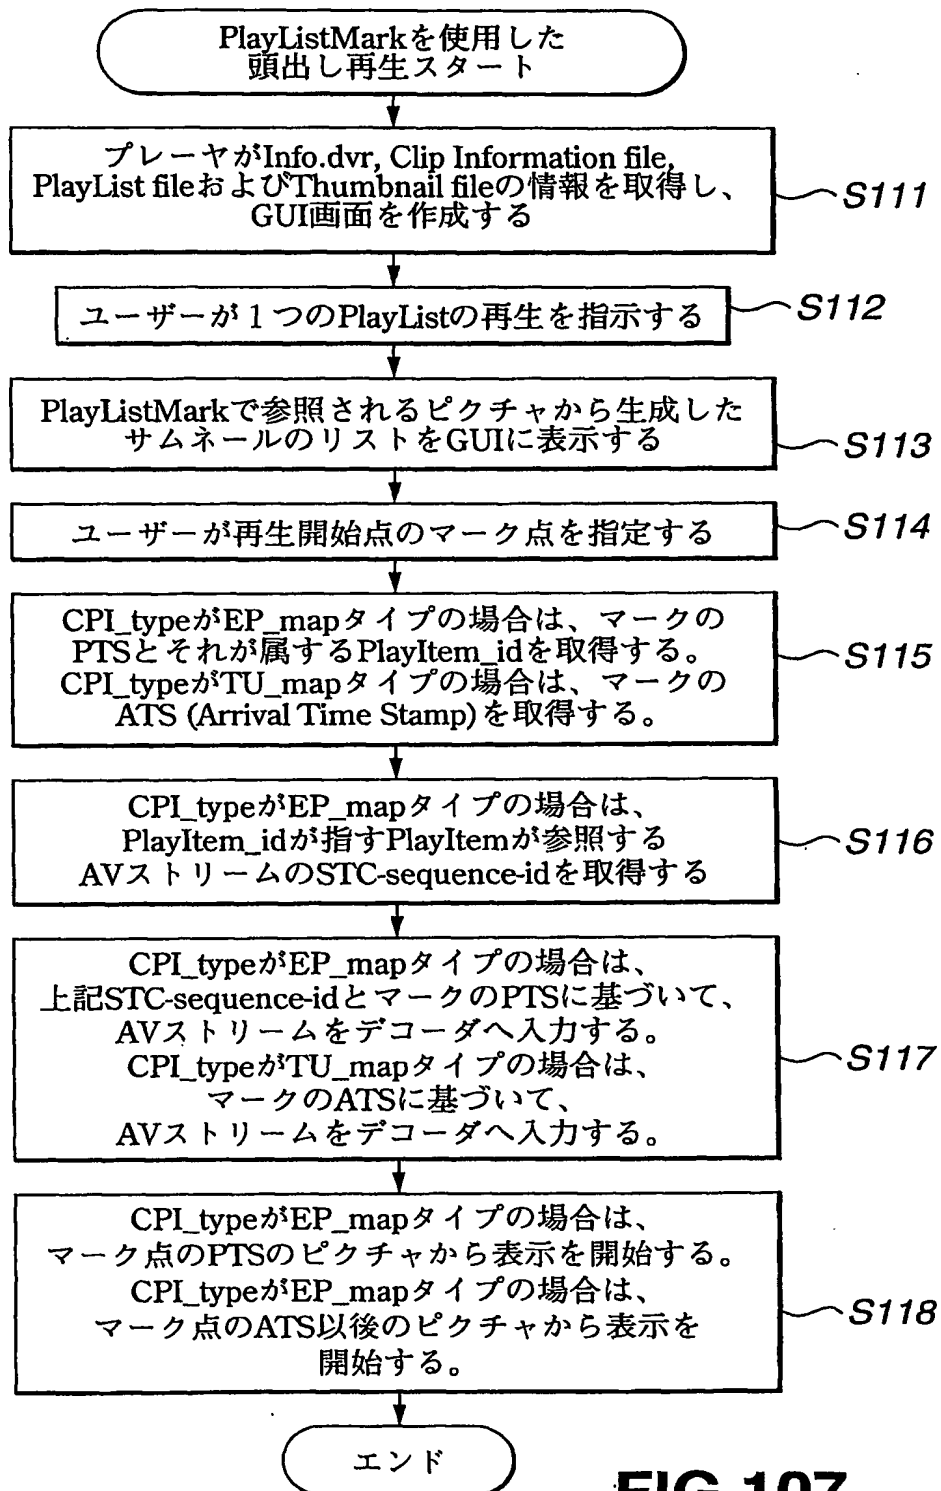 PlayListMarkを使用した
頭出し再生スタート
プレーヤがInfo.dvr, Clip Information file,
PlayList fileおよびThumbnail fileの情報を取得し、
GUI画面を作成する
S111
ユーザーが1つのPlayListの再生を指示する
S112
PlayListMarkで参照されるピクチャから生成した
サムネールのリストをGUIに表示する
S113
ユーザーが再生開始点のマーク点を指定する
S114
CPI_typeがEP_mapタイプの場合は、マークの
PTSとそれが属するPlayItem_idを取得する。
CPI_typeがTU_mapタイプの場合は、マークの
ATS (Arrival Time Stamp)を取得する。
S115
CPI_typeがEP_mapタイプの場合は、
PlayItem_idが指すPlayItemが参照する
AVストリームのSTC-sequence-idを取得する
S116
CPI_typeがEP_mapタイプの場合は、
上記STC-sequence-idとマークのPTSに基づいて、
AVストリームをデコーダへ入力する。
CPI_typeがTU_mapタイプの場合は、
マークのATSに基づいて、
AVストリームをデコーダへ入力する。
S117
CPI_typeがEP_mapタイプの場合は、
マーク点のPTSのピクチャから表示を開始する。
CPI_typeがEP_mapタイプの場合は、
マーク点のATS以後のピクチャから表示を
開始する。
S118
エンド
FIG.107